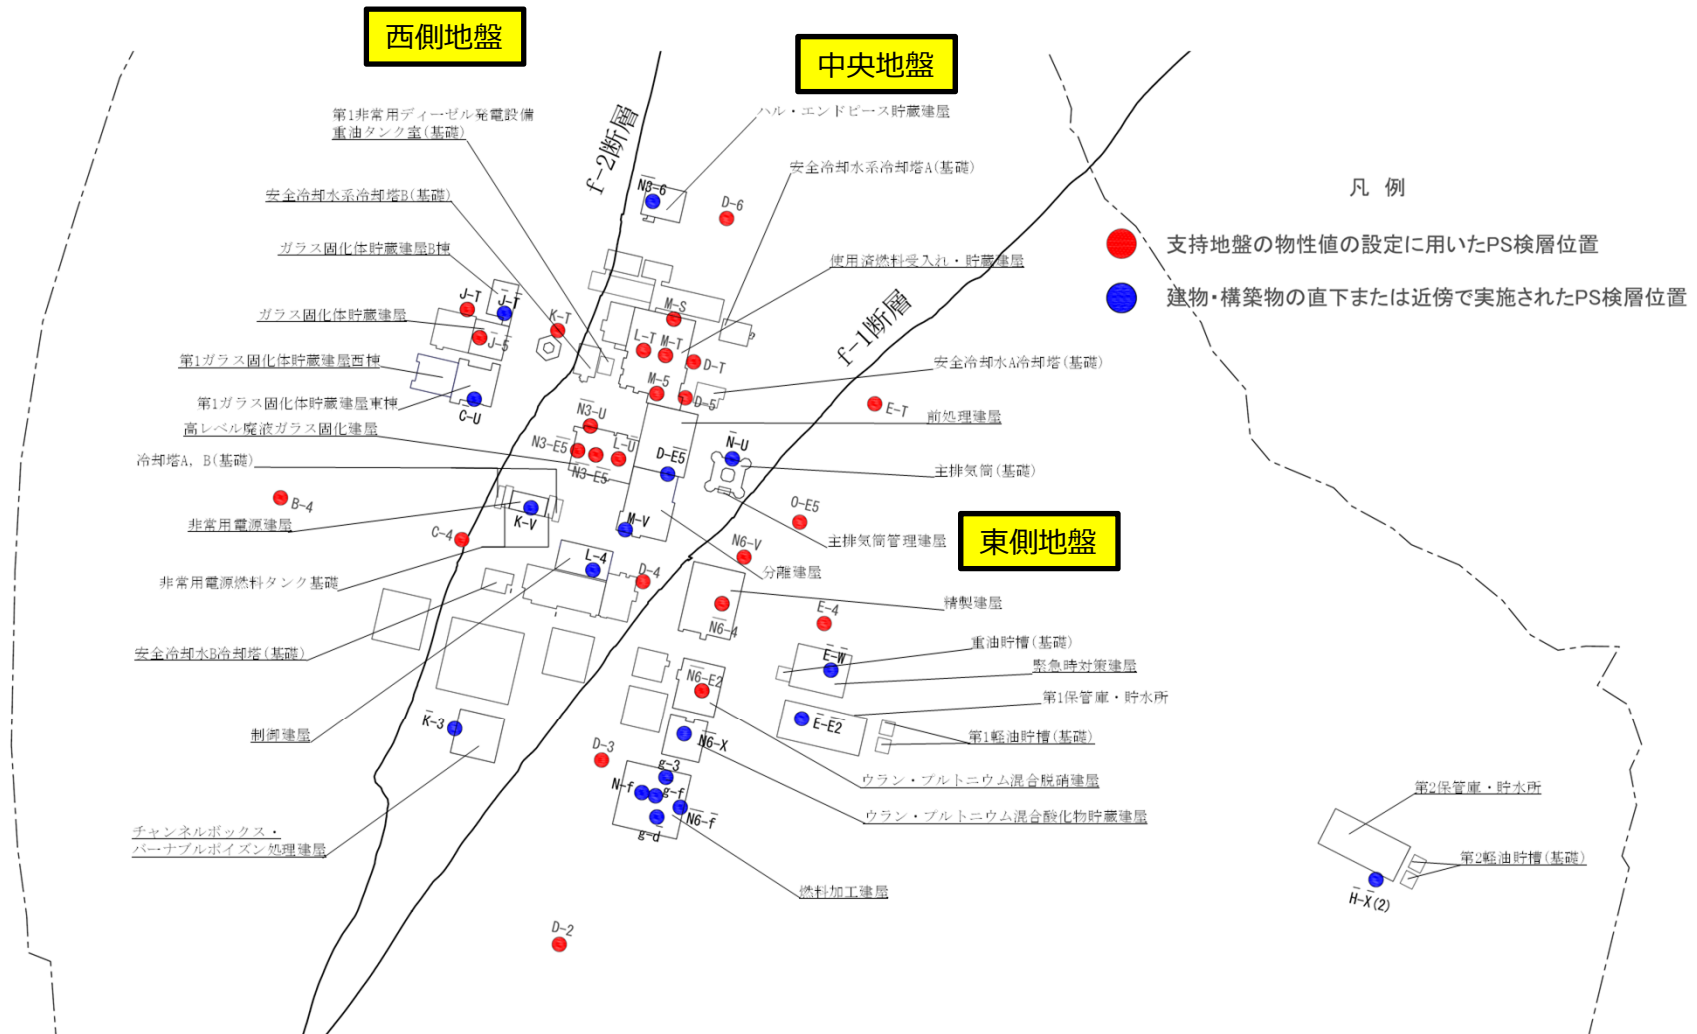 西側地盤
中央地盤
東側地盤
f-2断層
f-1断層
凡 例
支持地盤の物性値の設定に用いたPS検層位置
建物・構築物の直下または近傍で実施されたPS検層位置
第1非常用ディーゼル発電設備
重油タンク室(基礎)
安全冷却水系冷却塔B(基礎)
ガラス固化体貯蔵建屋B棟
ガラス固化体貯蔵建屋
第1ガラス固化体貯蔵建屋西棟
第1ガラス固化体貯蔵建屋東棟
高レベル廃液ガラス固化建屋
冷却塔A, B(基礎)
非常用電源建屋
非常用電源燃料タンク基礎
安全冷却水B冷却塔(基礎)
制御建屋
チャンネルボックス・
バーナブルポイズン処理建屋
ハル・エンドピース貯蔵建屋
安全冷却水系冷却塔A(基礎)
使用済燃料受入れ・貯蔵建屋
安全冷却水A冷却塔(基礎)
前処理建屋
主排気筒(基礎)
主排気筒管理建屋
分離建屋
精製建屋
重油貯槽(基礎)
緊急時対策建屋
第1保管庫・貯水所
第1軽油貯槽(基礎)
ウラン・プルトニウム混合脱硝建屋
ウラン・プルトニウム混合酸化物貯蔵建屋
燃料加工建屋
第2保管庫・貯水所
第2軽油貯槽(基礎)
N3-6
D-6
J-T
J-T̄
J-5
K-T
M-S
L-T
M-T
D-T
M-5
D-5
E-T
C-U
N3-U
N3-E5
N3-E5
L-U
D-E5
N-U
B-4
K-V
C-4
M-V
O-E5
N6-V
L-4
D-4
N6-4
E-4
E-W
N6-E2
E-E2
K-3
N6-X
D-3
g-3
N-f
g-f
N6-f
g-d
D-2
H-X(2)